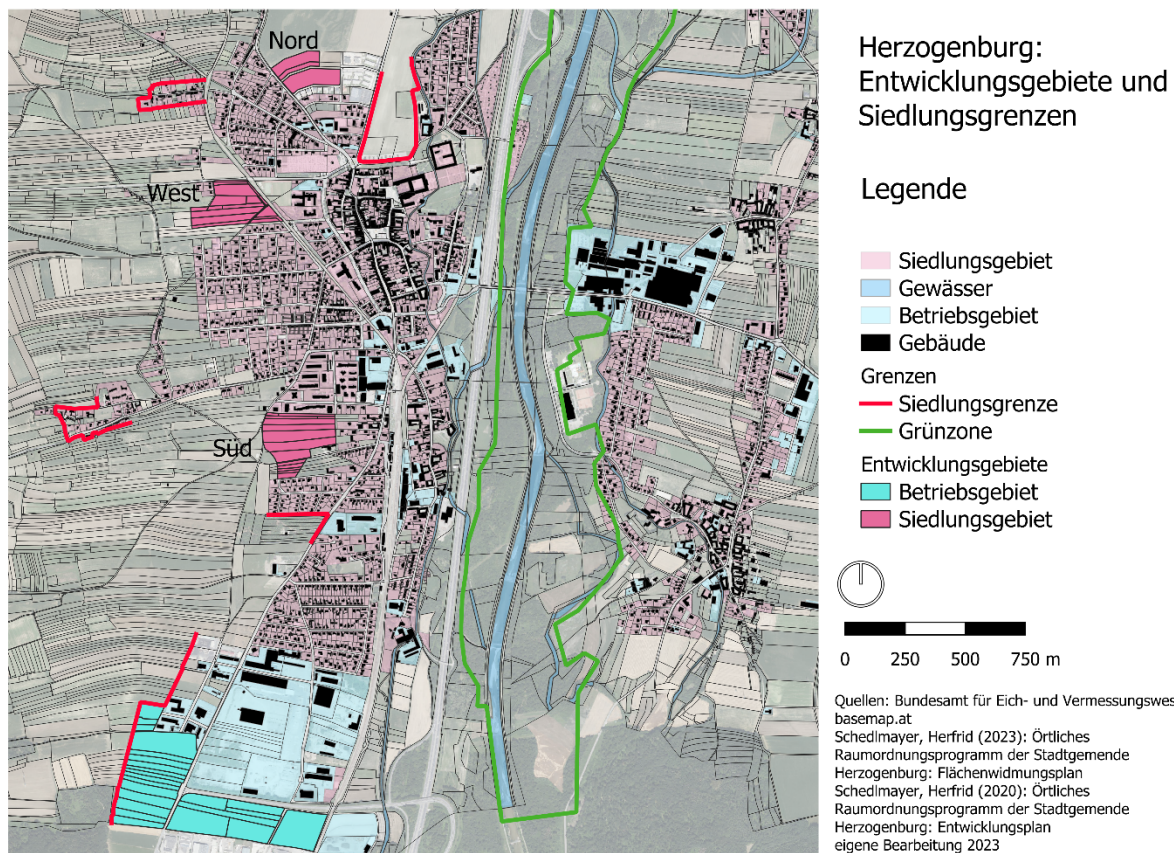 Nord
West
Süd
Herzogenburg:
Entwicklungsgebiete und
Siedlungsgrenzen
Legende
Siedlungsgebiet
Gewässer
Betriebsgebiet
Gebäude
Grenzen
Siedlungsgrenze
Grünzone
Entwicklungsgebiete
Betriebsgebiet
Siedlungsgebiet
0 250 500 750 m
Quellen: Bundesamt für Eich- und Vermessungswes
basemap.at
Schedlmayer, Herfrid (2023): Örtliches
Raumordnungsprogramm der Stadtgemende
Herzogenburg: Flächenwidmungsplan
Schedlmayer, Herfrid (2020): Örtliches
Raumordnungsprogramm der Stadtgemende
Herzogenburg: Entwicklungsplan
eigene Bearbeitung 2023